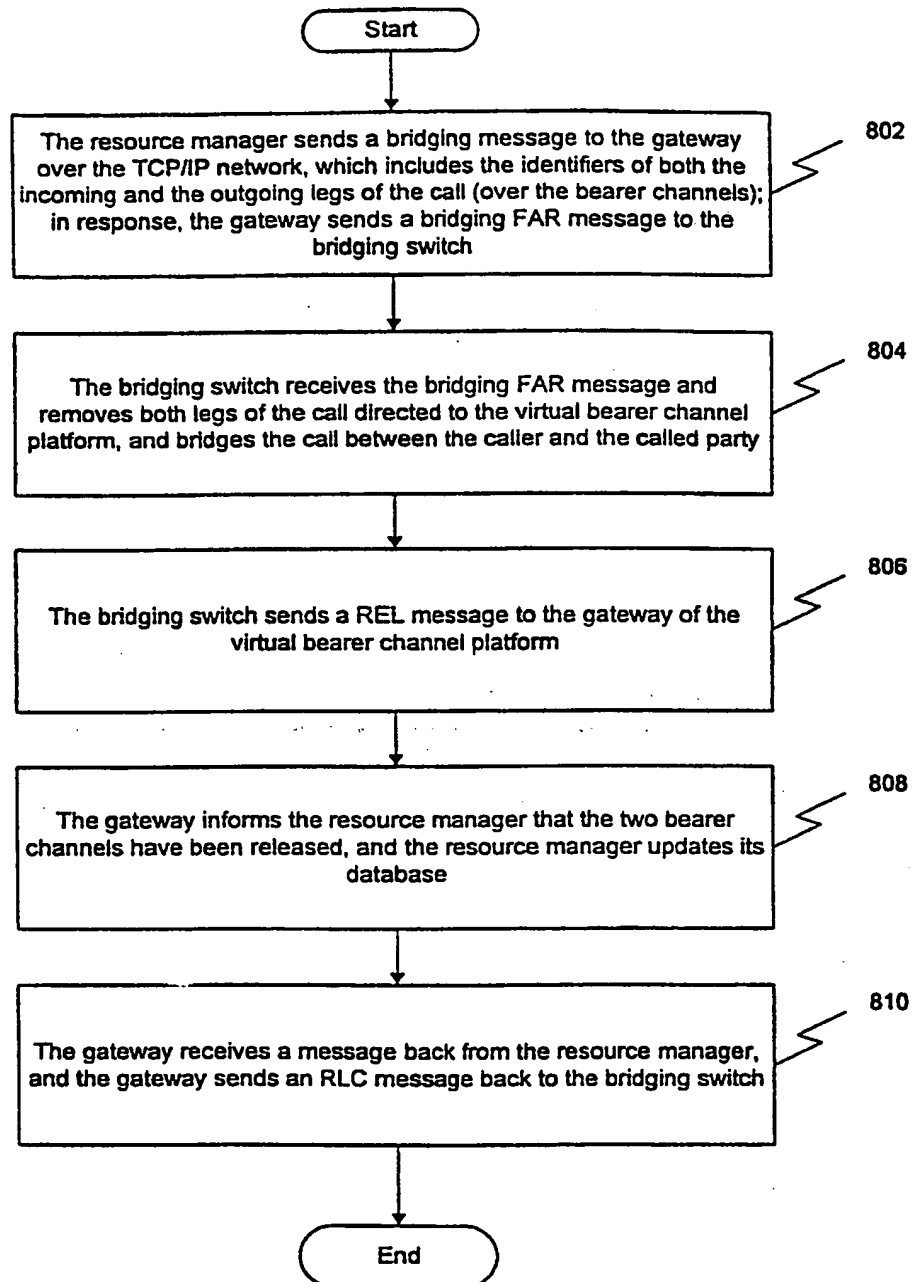 Start
The resource manager sends a bridging message to the gateway
over the TCP/IP network, which includes the identifiers of both the
incoming and the outgoing legs of the call (over the bearer channels);
in response, the gateway sends a bridging FAR message to the
bridging switch
802
The bridging switch receives the bridging FAR message and
removes both legs of the call directed to the virtual bearer channel
platform, and bridges the call between the caller and the called party
804
The bridging switch sends a REL message to the gateway of the
virtual bearer channel platform
806
The gateway informs the resource manager that the two bearer
channels have been released, and the resource manager updates its
database
808
The gateway receives a message back from the resource manager,
and the gateway sends an RLC message back to the bridging switch
810
End